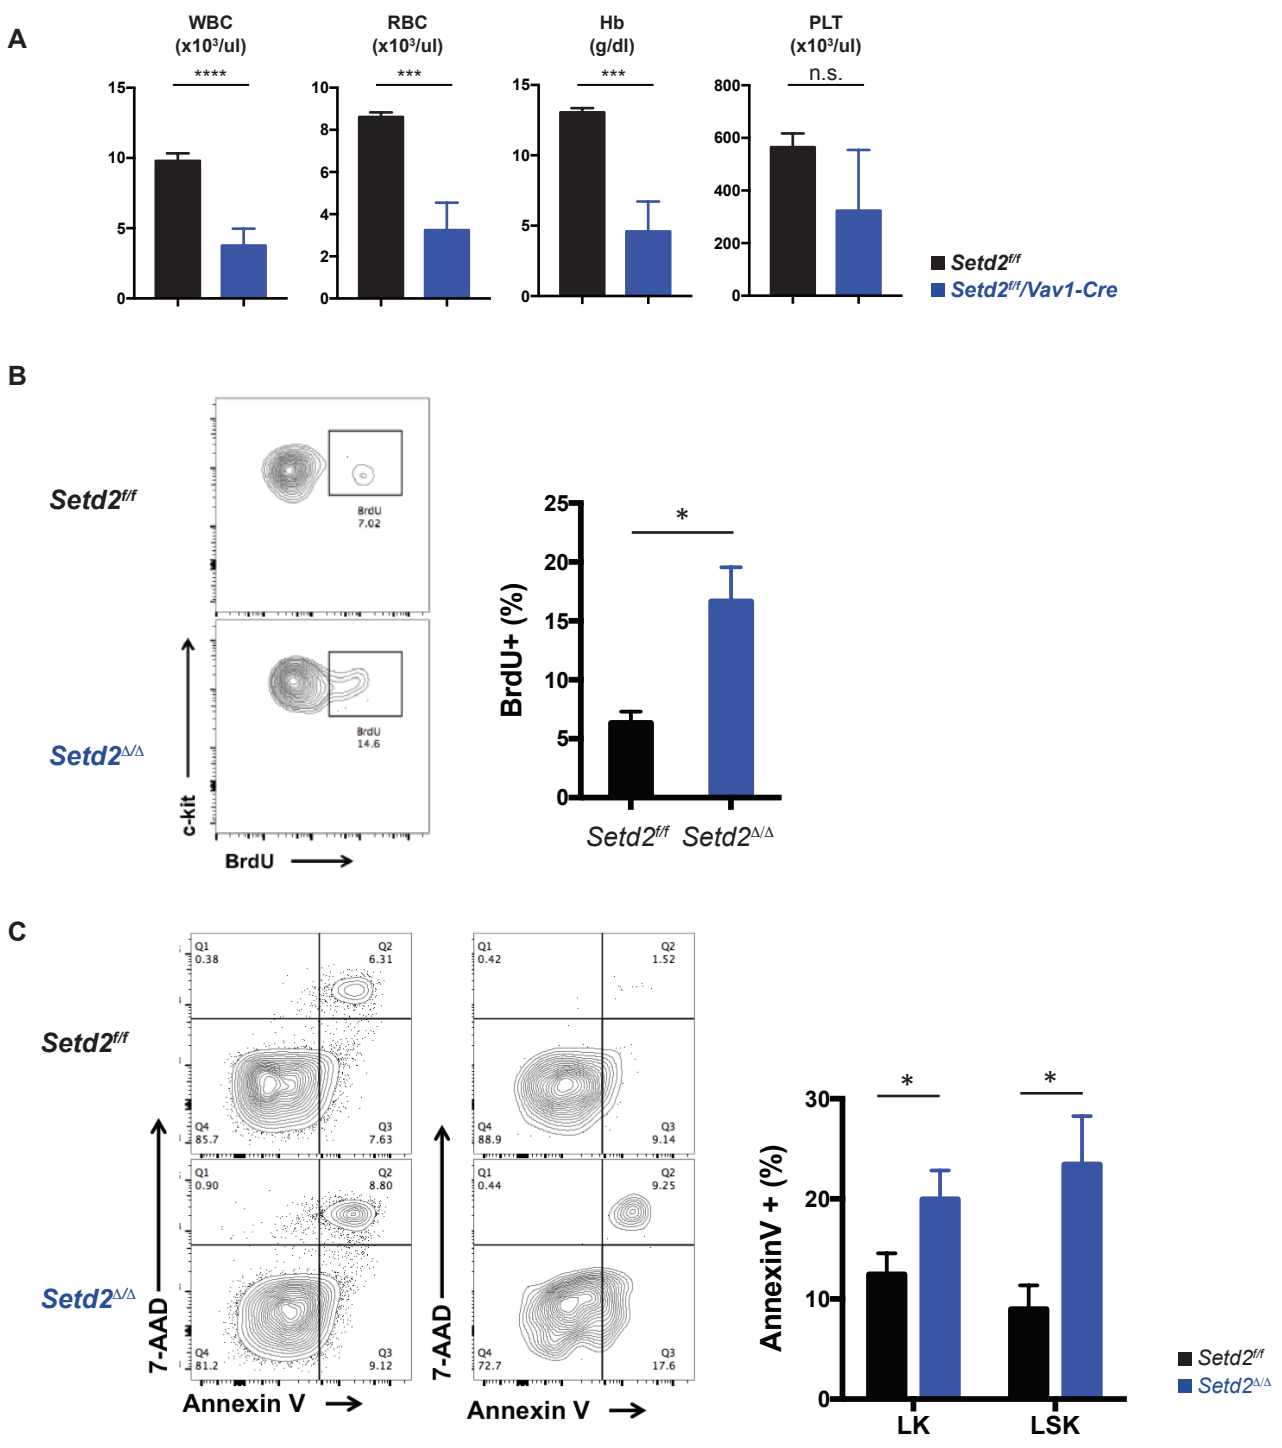 A
WBC
(x10³/ul)
RBC
(x10³/ul)
Hb
(g/dl)
PLT
(x10³/ul)
****
***
***
n.s.
15
10
5
0
10
8
6
4
2
0
15
10
5
0
800
600
400
200
0
Setd2f/f
Setd2f/f/Vav1-Cre
B
Setd2f/f
BrdU
7.02
Setd2Δ/Δ
BrdU
14.6
c-kit
BrdU
BrdU+ (%)
25
20
15
10
5
0
*
Setd2f/f Setd2Δ/Δ
C
Setd2f/f
Q1
0.38
Q2
6.31
Q4
85.7
Q3
7.63
Q1
0.42
Q2
1.52
Q4
88.9
Q3
9.14
Setd2Δ/Δ
Q1
0.90
Q2
8.80
Q4
81.2
Q3
9.12
Q1
0.44
Q2
9.25
Q4
72.7
Q3
17.6
7-AAD
7-AAD
Annexin V
Annexin V
AnnexinV + (%)
30
20
10
0
*
*
LK
LSK
Setd2f/f
Setd2Δ/Δ